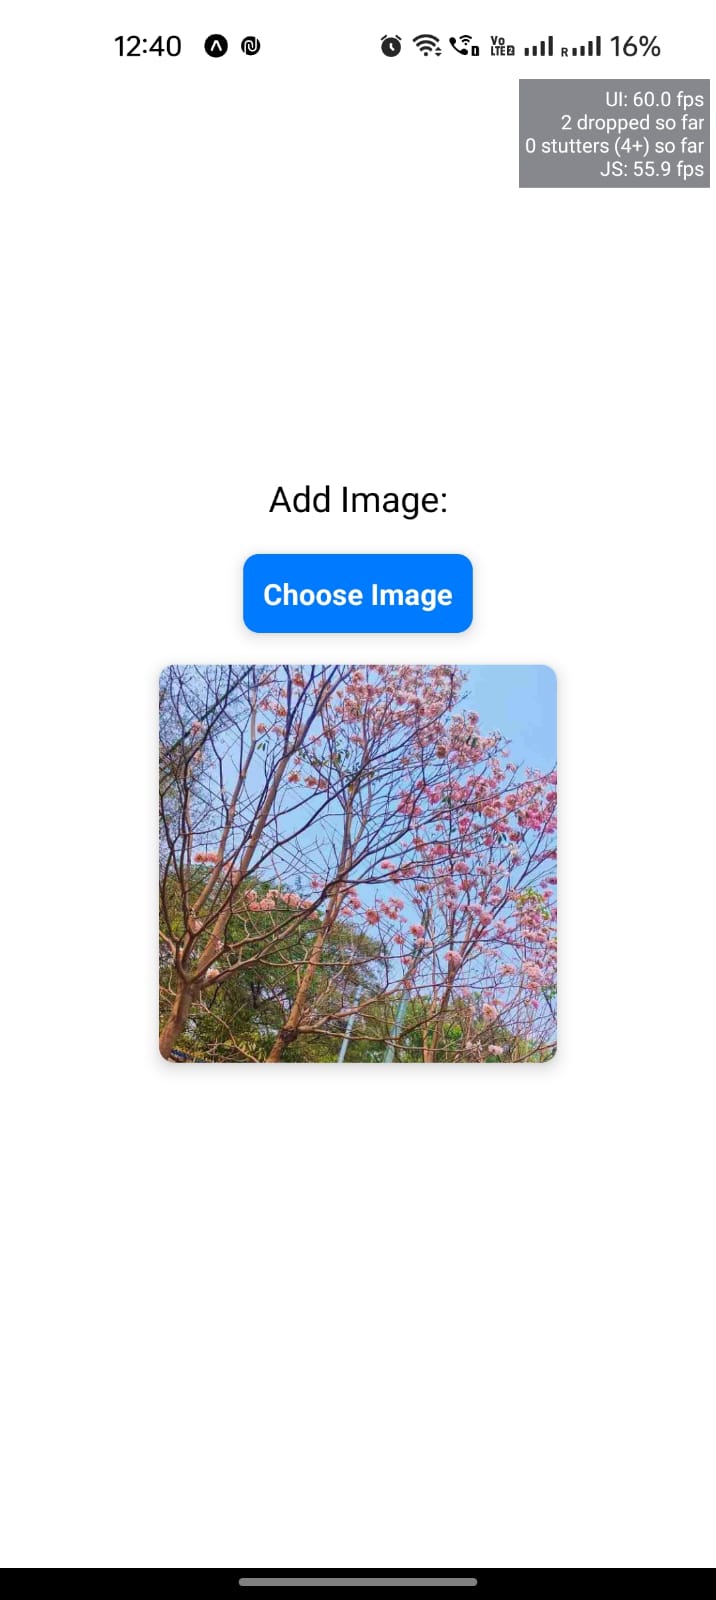 12:40
Vo
LTE2
R
16%
UI: 60.0 fps
2 dropped so far
0 stutters (4+) so far
JS: 55.9 fps
Add Image:
Choose Image